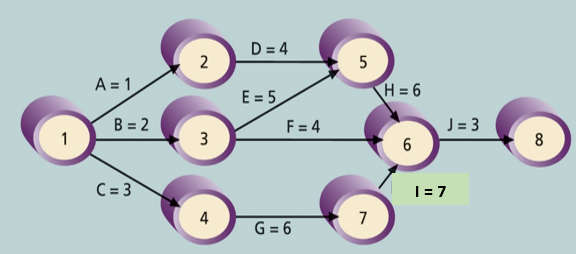 D = 4
2
5
A = 1
E = 5
H = 6
B = 2
F = 4
J = 3
1
3
6
8
C = 3
I = 7
4
7
G = 6